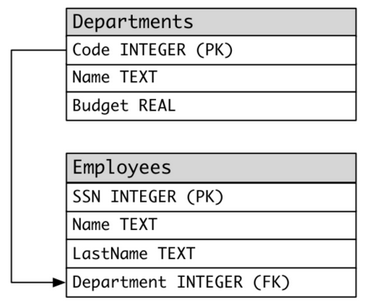 Departments
Code INTEGER (PK)
Name TEXT
Budget REAL
Employees
SSN INTEGER (PK)
Name TEXT
LastName TEXT
Department INTEGER (FK)